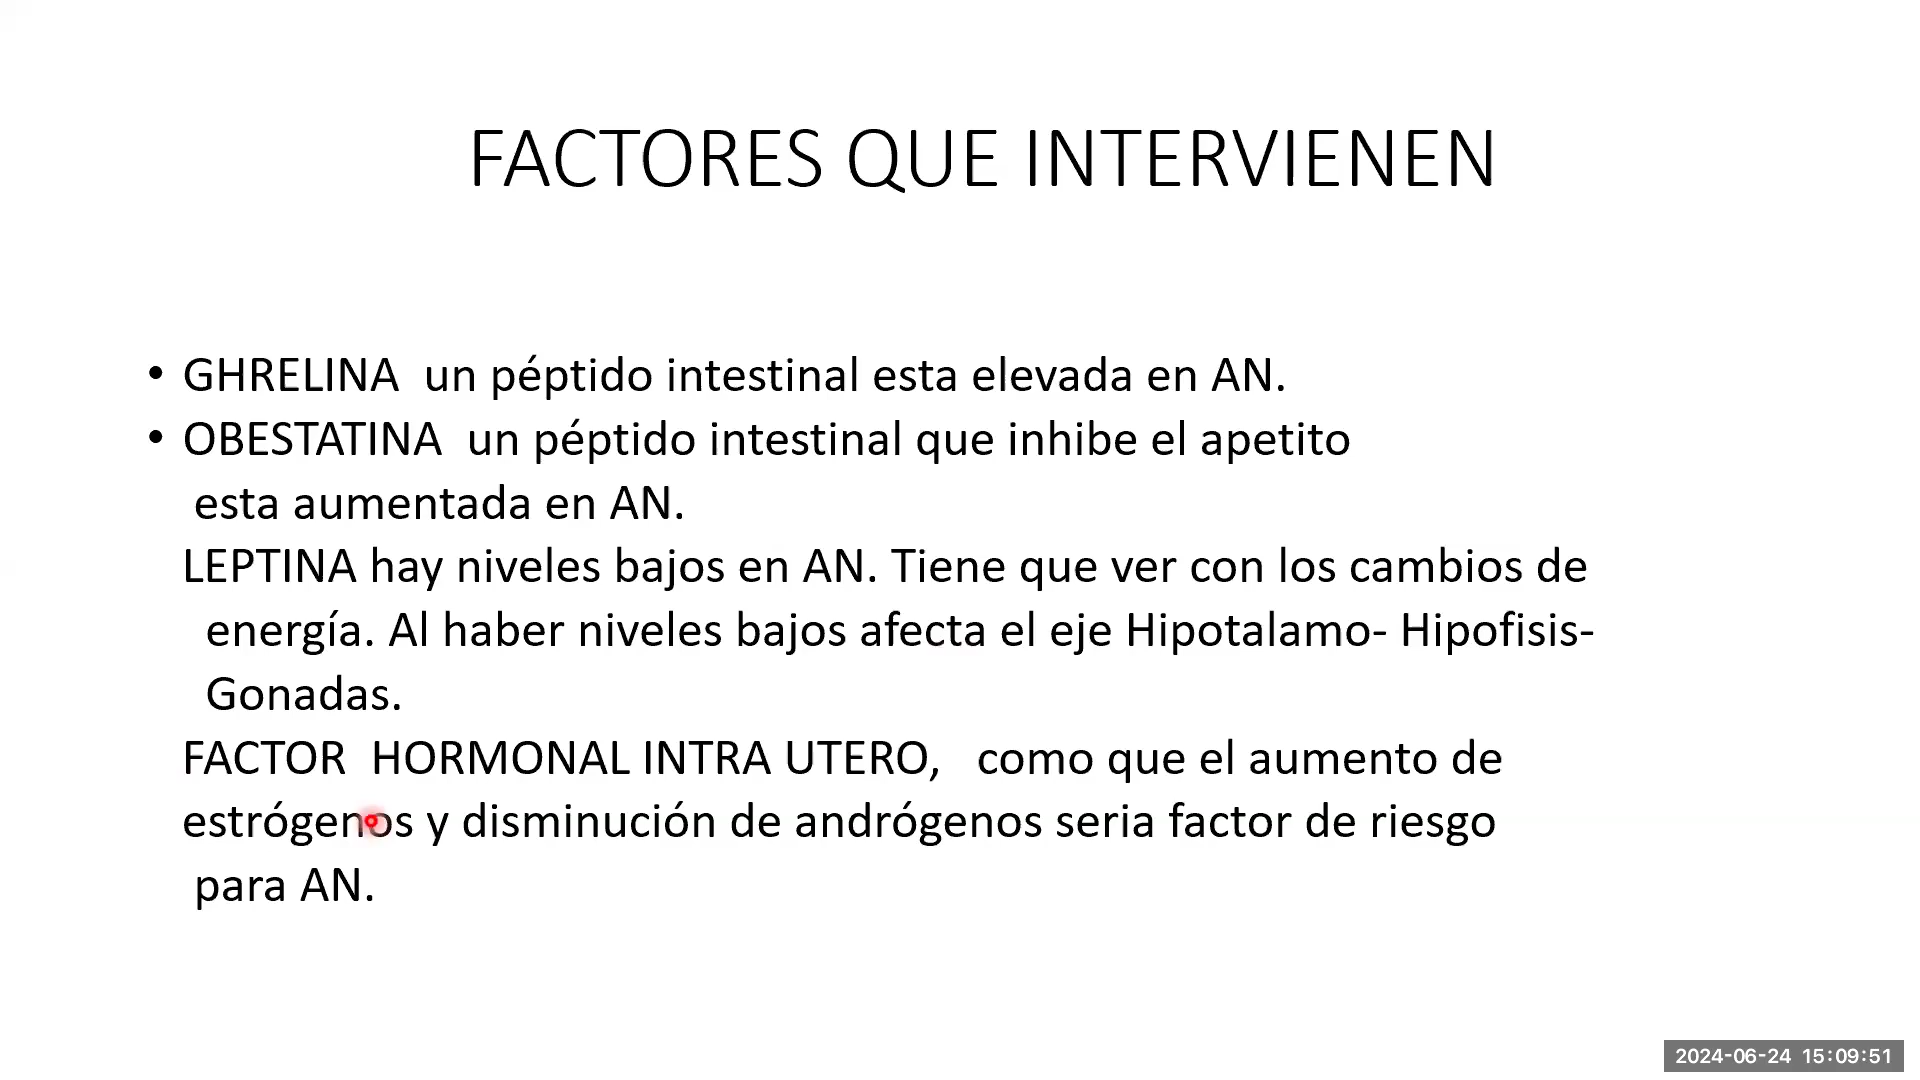 FACTORES QUE INTERVIENEN
• GHRELINA  un péptido intestinal esta elevada en AN.
• OBESTATINA  un péptido intestinal que inhibe el apetito
esta aumentada en AN.
LEPTINA hay niveles bajos en AN. Tiene que ver con los cambios de
energía. Al haber niveles bajos afecta el eje Hipotalamo- Hipofisis-
Gonadas.
FACTOR  HORMONAL INTRA UTERO,   como que el aumento de
estrógenos y disminución de andrógenos seria factor de riesgo
para AN.
2024-06-24 15:09:51